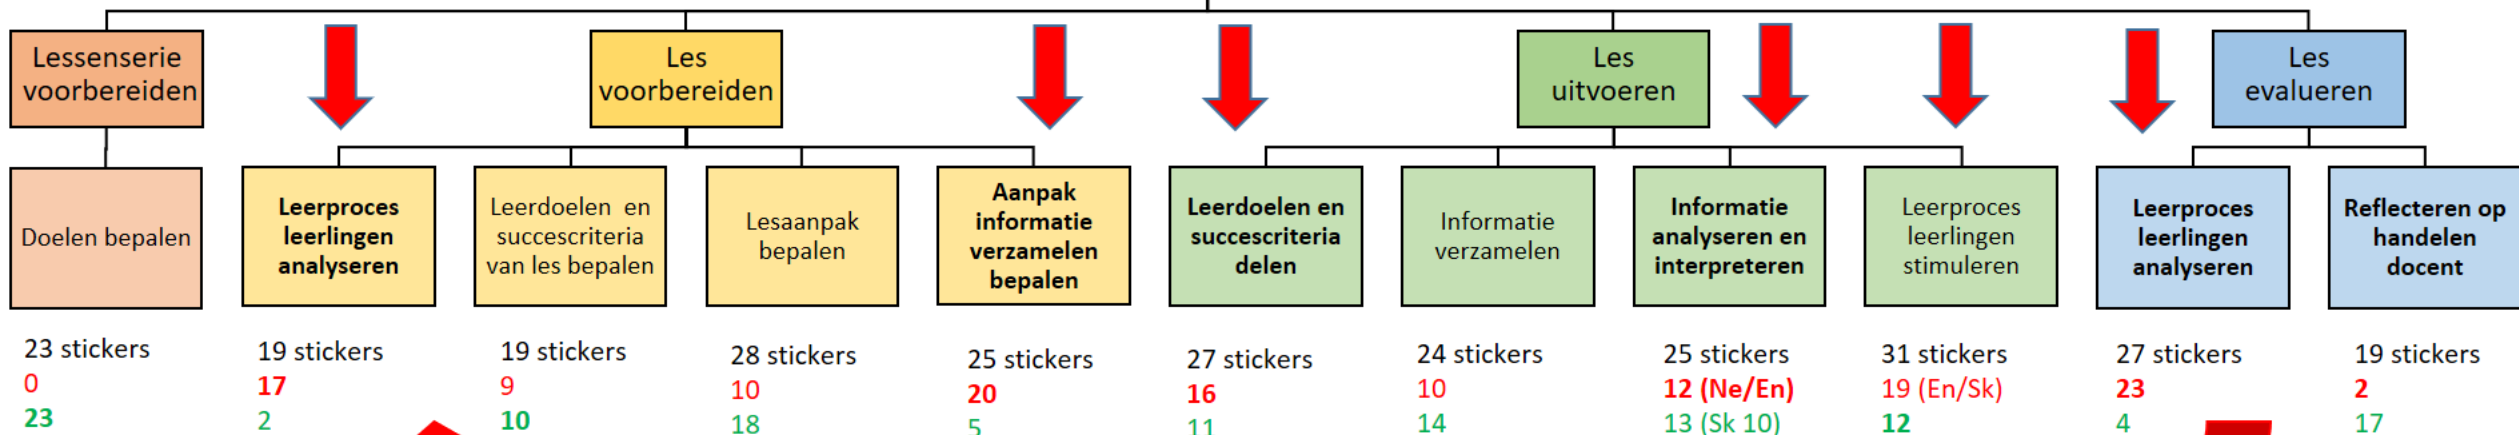 Lessenserie
voorbereiden
Les
voorbereiden
Les
uitvoeren
Les
evalueren
Doelen bepalen
Leerproces
leerlingen
analyseren
Leerdoelen en
succescriteria
van les bepalen
Lesaanpak
bepalen
Aanpak
informatie
verzamelen
bepalen
Leerdoelen en
succescriteria
delen
Informatie
verzamelen
Informatie
analyseren en
interpreteren
Leerproces
leerlingen
stimuleren
Leerproces
leerlingen
analyseren
Reflecteren op
handelen
docent
23 stickers
0
23
19 stickers
17
2
19 stickers
9
10
28 stickers
10
18
25 stickers
20
5
27 stickers
16
11
24 stickers
10
14
25 stickers
12 (Ne/En)
13 (Sk 10)
31 stickers
19 (En/Sk)
12
27 stickers
23
4
19 stickers
2
17